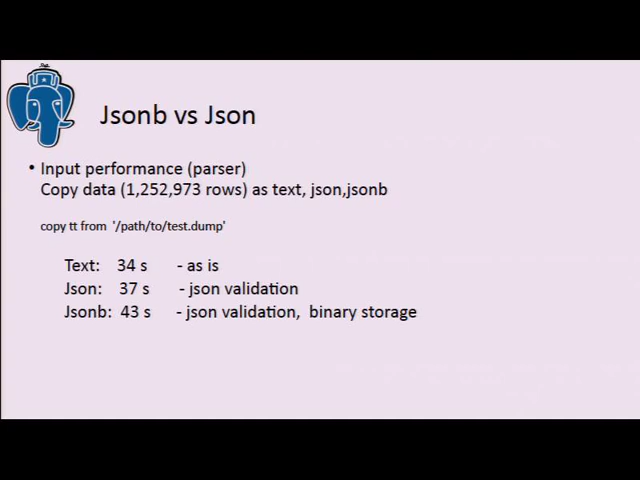 Jsonb vs Json
• Input performance (parser)
Copy data (1,252,973 rows) as text, json,jsonb
copy tt from '/path/to/test.dump'
Text: 34 s - as is
Json: 37 s - json validation
Jsonb: 43 s - json validation, binary storage